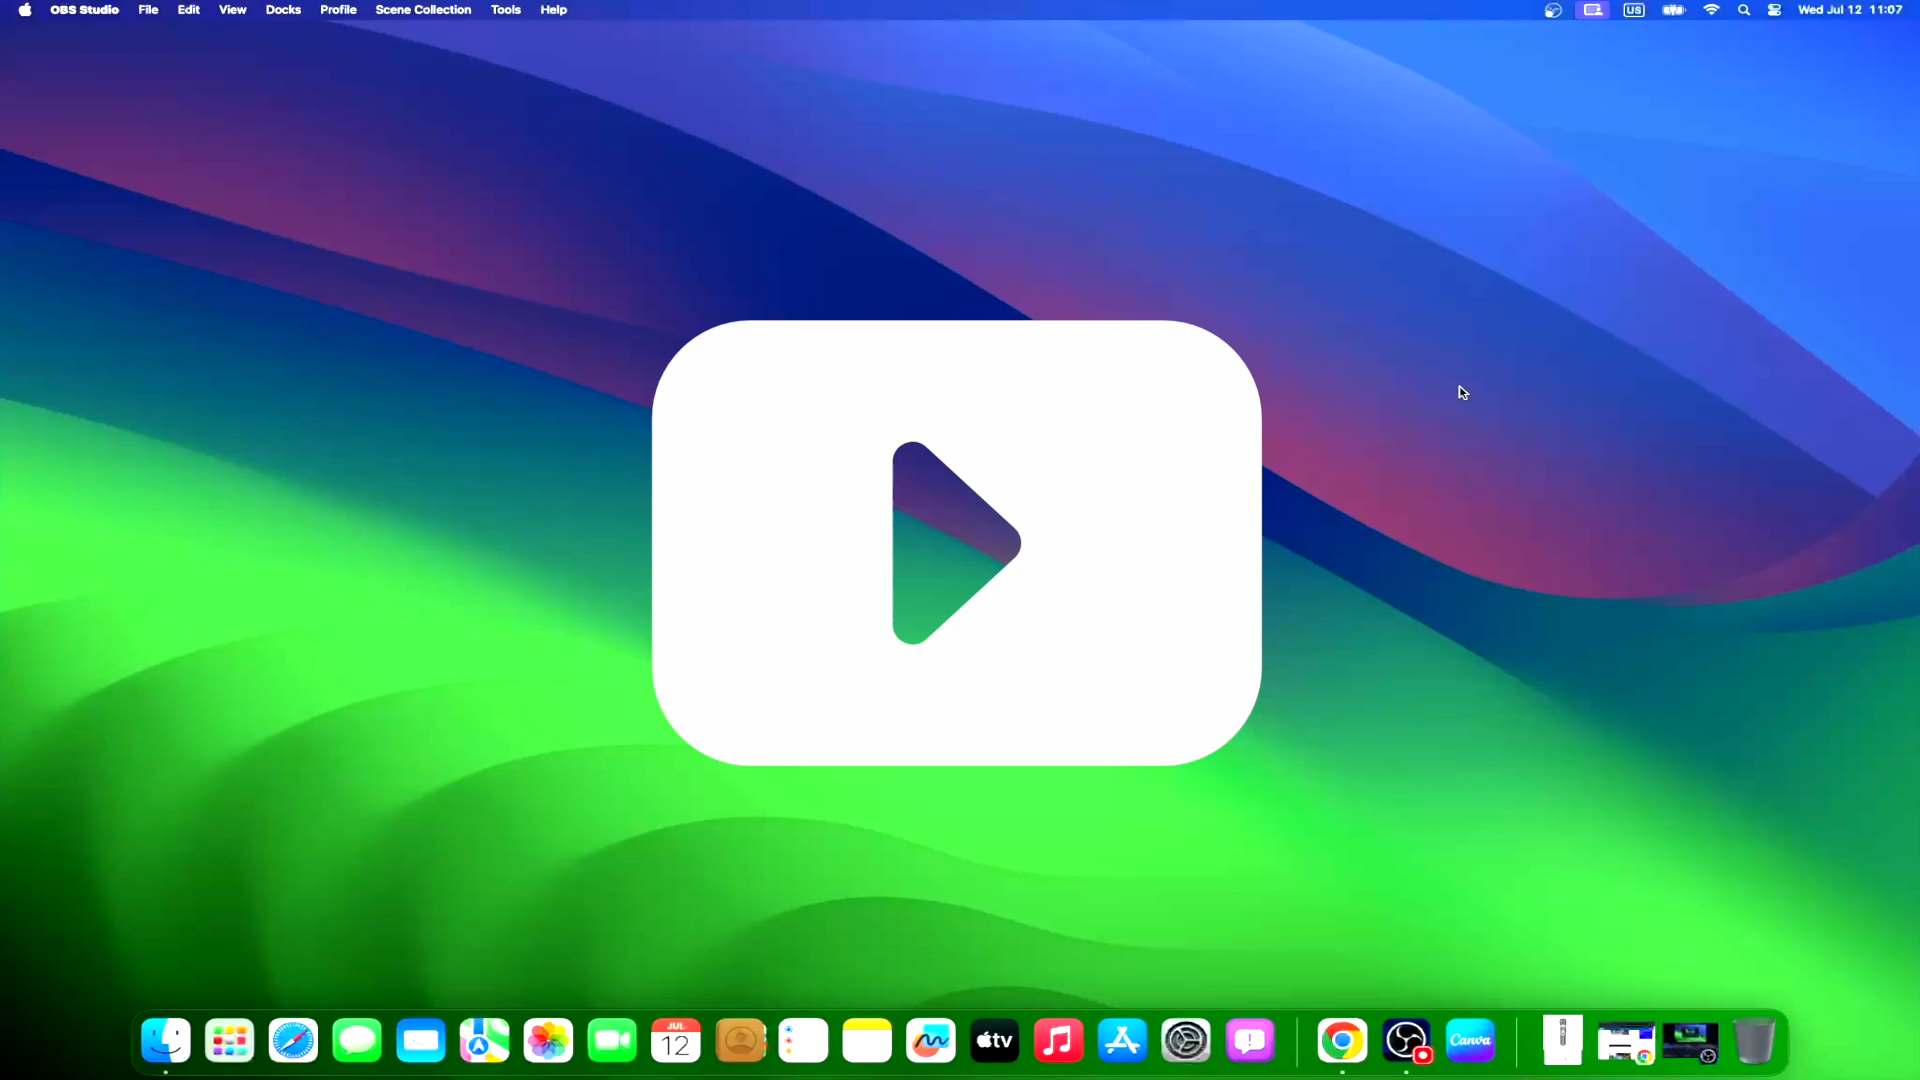 OBS Studio File Edit View Docks Profile Scene Collection Tools Help US Wed Jul 12 11:07
JUL
12
tv
Canva